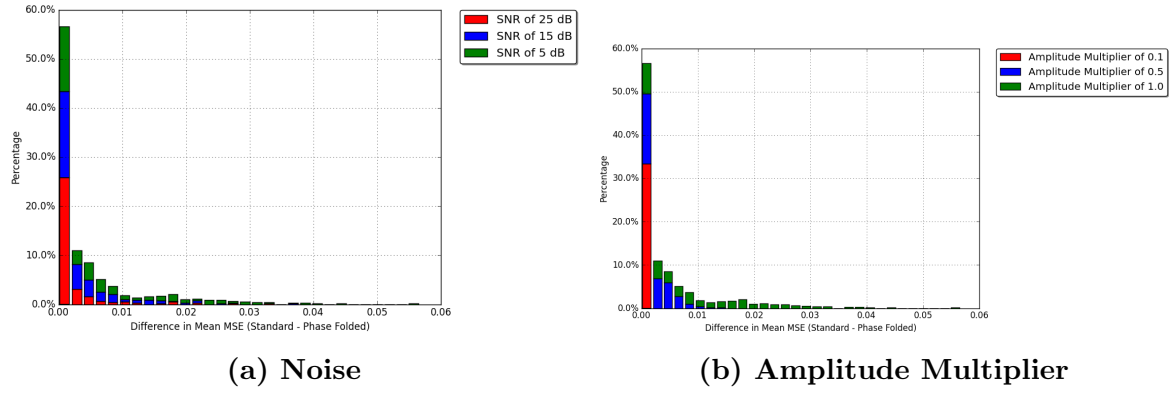 60.0%
50.0%
40.0%
30.0%
20.0%
10.0%
0.0%
Percentage
0.00 0.01 0.02 0.03 0.04 0.05 0.06
Difference in Mean MSE (Standard - Phase Folded)
SNR of 25 dB
SNR of 15 dB
SNR of 5 dB
(a) Noise
60.0%
50.0%
40.0%
30.0%
20.0%
10.0%
0.0%
Percentage
0.00 0.01 0.02 0.03 0.04 0.05 0.06
Difference in Mean MSE (Standard - Phase Folded)
Amplitude Multiplier of 0.1
Amplitude Multiplier of 0.5
Amplitude Multiplier of 1.0
(b) Amplitude Multiplier